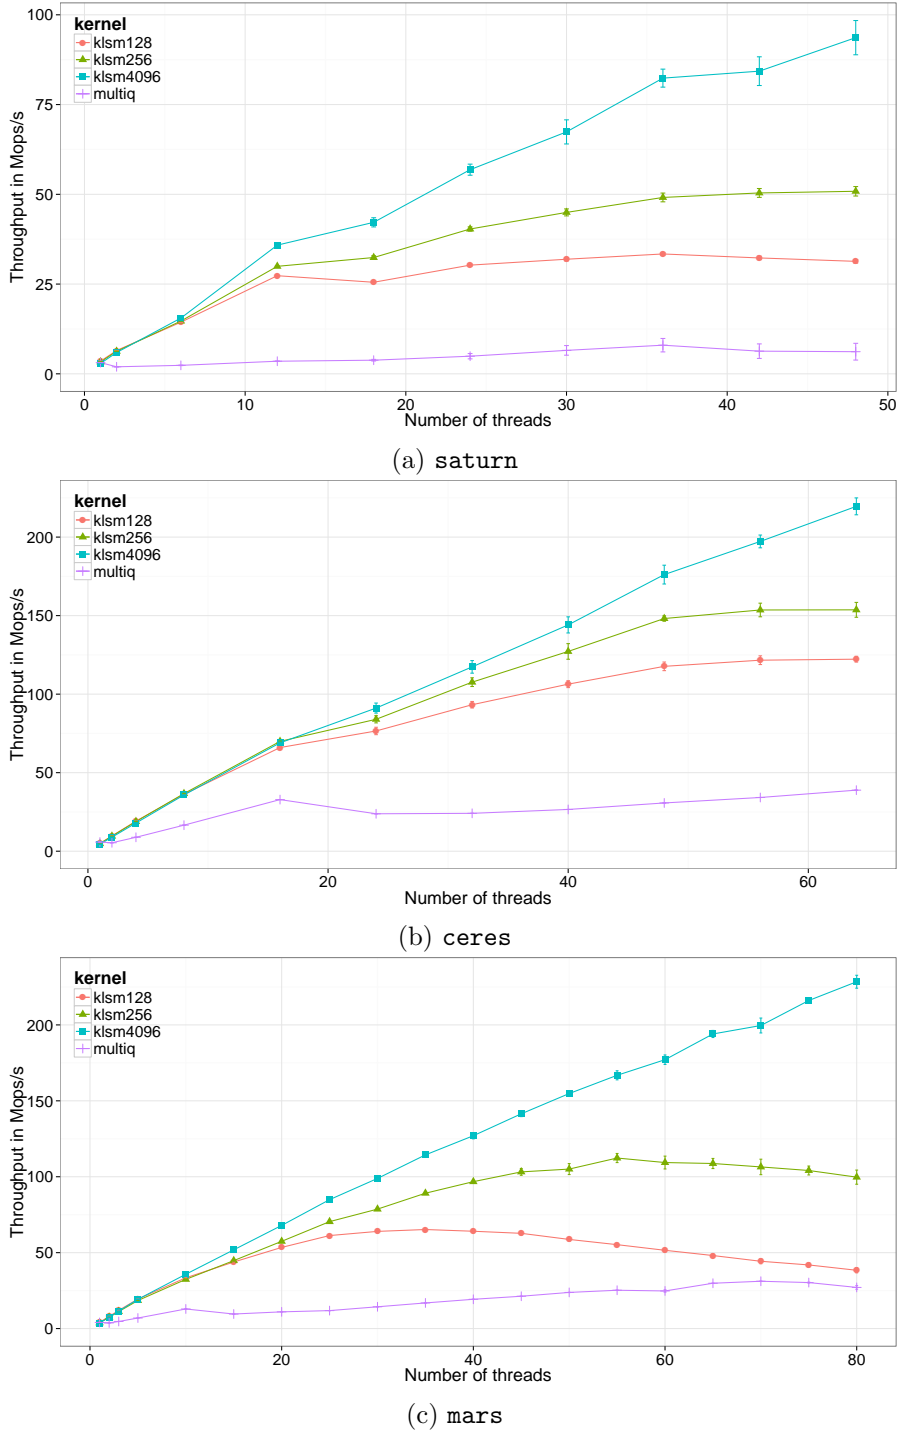 kernel
klsm128
klsm256
klsm4096
multiq
Throughput in Mops/s
100
75
50
25
0
0 10 20 30 40 50
Number of threads
(a) saturn
kernel
klsm128
klsm256
klsm4096
multiq
Throughput in Mops/s
200
150
100
50
0
0 20 40 60
Number of threads
(b) ceres
kernel
klsm128
klsm256
klsm4096
multiq
Throughput in Mops/s
200
150
100
50
0
0 20 40 60 80
Number of threads
(c) mars